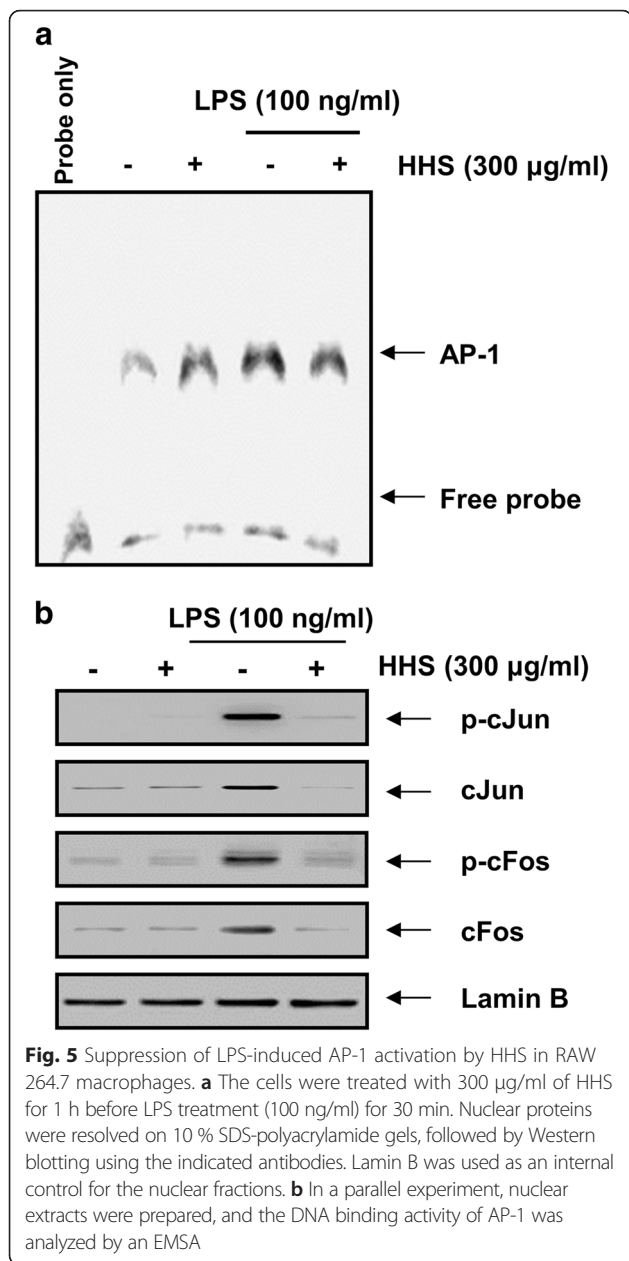 a
Probe only
LPS (100 ng/ml)
- + - + HHS (300 µg/ml)
AP-1
Free probe
b
LPS (100 ng/ml)
- + - + HHS (300 µg/ml)
p-cJun
cJun
p-cFos
cFos
Lamin B
Fig. 5 Suppression of LPS-induced AP-1 activation by HHS in RAW
264.7 macrophages. a The cells were treated with 300 µg/ml of HHS
for 1 h before LPS treatment (100 ng/ml) for 30 min. Nuclear proteins
were resolved on 10 % SDS-polyacrylamide gels, followed by Western
blotting using the indicated antibodies. Lamin B was used as an internal
control for the nuclear fractions. b In a parallel experiment, nuclear
extracts were prepared, and the DNA binding activity of AP-1 was
analyzed by an EMSA